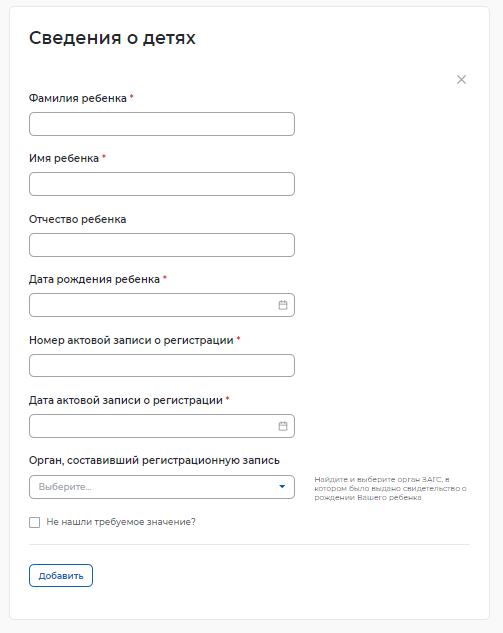 Сведения о детях
Фамилия ребенка *
Имя ребенка *
Отчество ребенка
Дата рождения ребенка *
Номер актовой записи о регистрации *
Дата актовой записи о регистрации *
Орган, составивший регистрационную запись
Выберите...
Найдите и выберите орган ЗАГС, в
котором было выдано свидетельство о
рождении Вашего ребенка
Не нашли требуемое значение?
Добавить